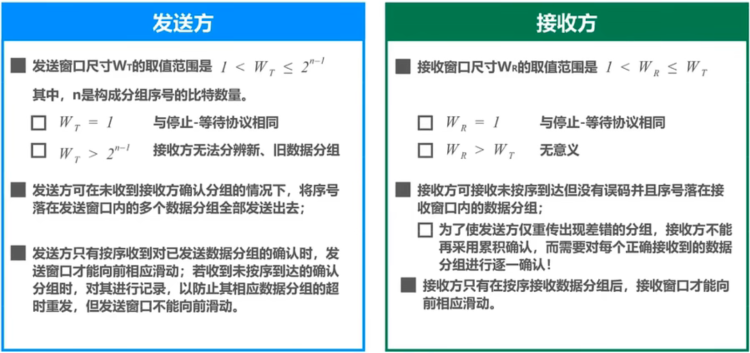 发送方
发送窗口尺寸WT的取值范围是 1 < W_T ≤ 2^{n-1}
其中，n是构成分组序号的比特数量。
W_T = 1 与停止-等待协议相同
W_T > 2^{n-1} 接收方无法分辨新、旧数据分组
发送方可在未收到接收方确认分组的情况下，将序号
落在发送窗口内的多个数据分组全部发送出去；
发送方只有按序收到对已发送数据分组的确认时，发
送窗口才能向前相应滑动；若收到未按序到达的确认
分组时，对其进行记录，以防止其相应数据分组的超
时重发，但发送窗口不能向前滑动。
接收方
接收窗口尺寸WR的取值范围是 1 < W_R ≤ W_T
W_R = 1 与停止-等待协议相同
W_R > W_T 无意义
接收方可接收未按序到达但没有误码并且序号落在接
收窗口内的数据分组；
为了使发送方仅重传出现差错的分组，接收方不能
再采用累积确认，而需要对每个正确接收到的数据
分组进行逐一确认！
接收方只有在按序接收数据分组后，接收窗口才能向
前相应滑动。